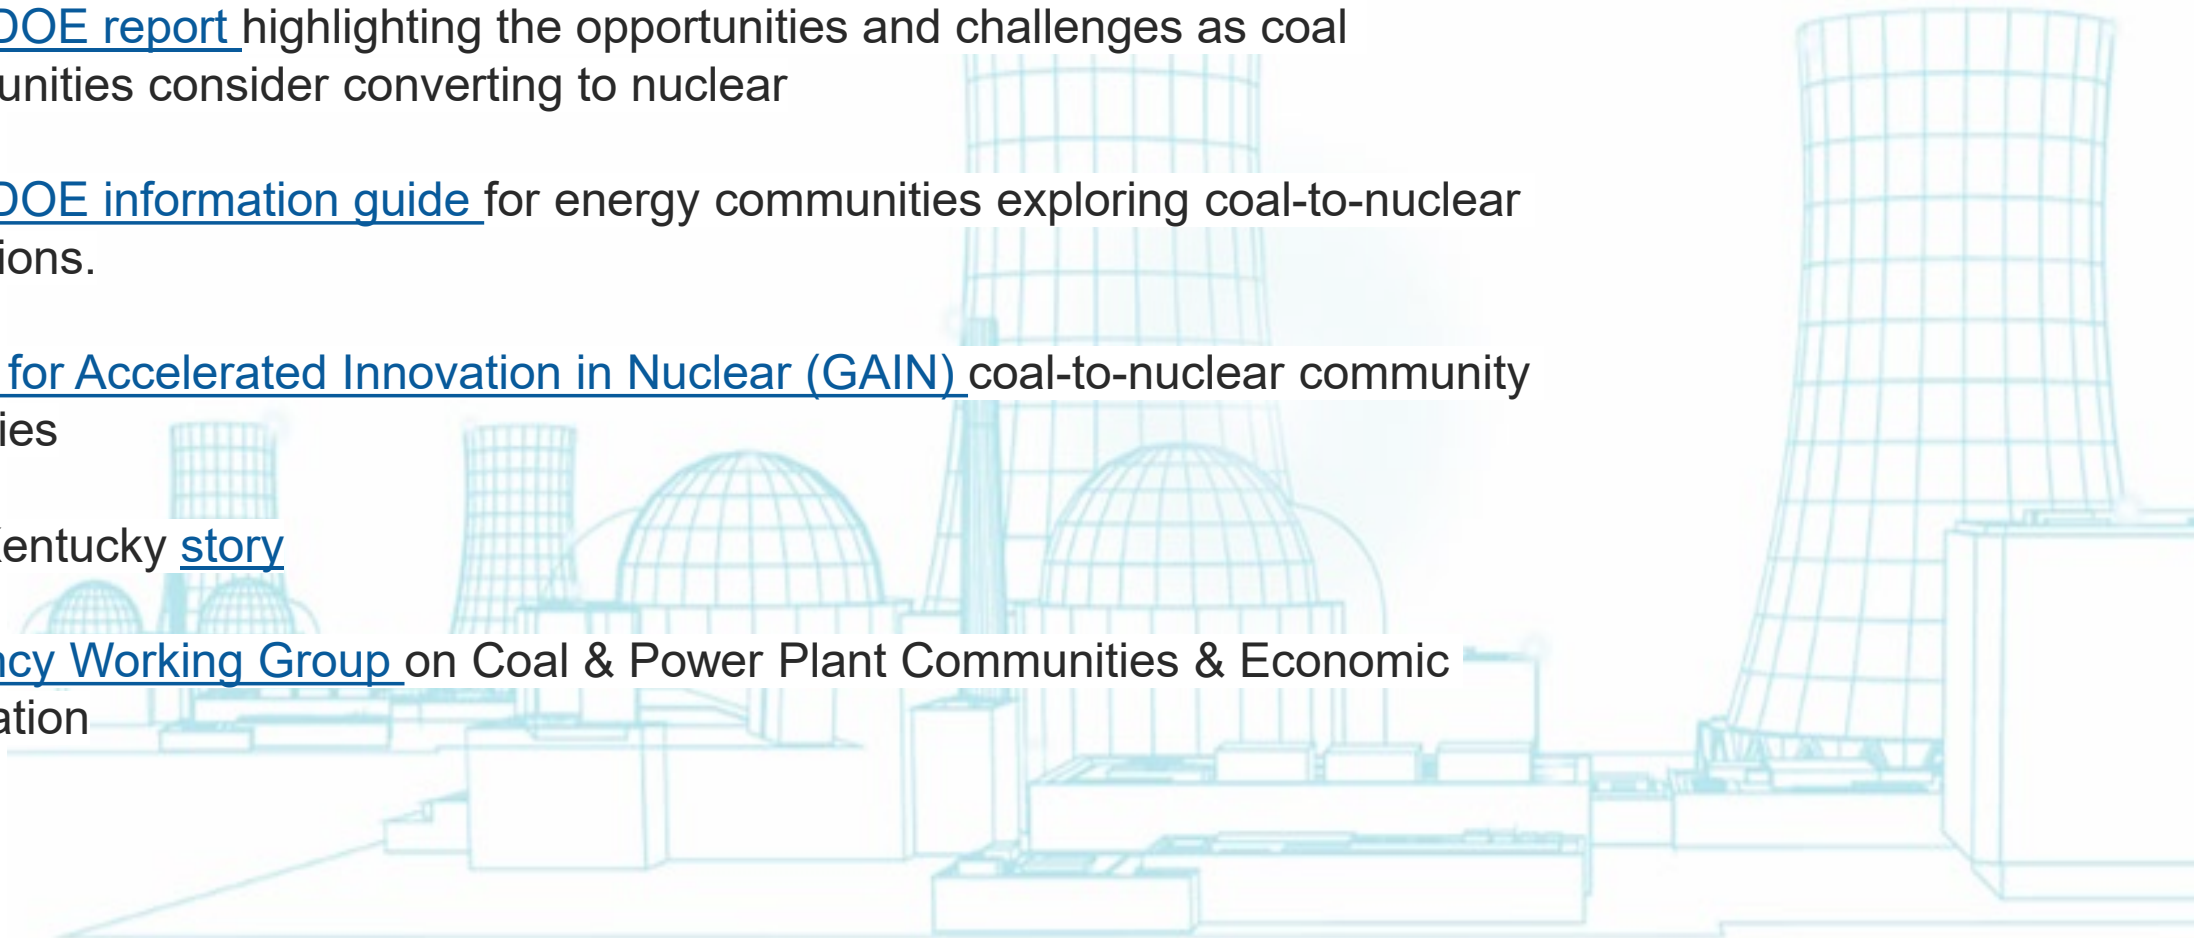 DOE report highlighting the opportunities and challenges as coal
unities consider converting to nuclear
DOE information guide for energy communities exploring coal-to-nuclear
ions.
for Accelerated Innovation in Nuclear (GAIN) coal-to-nuclear community
ies
Kentucky story
ncy Working Group on Coal & Power Plant Communities & Economic
ation